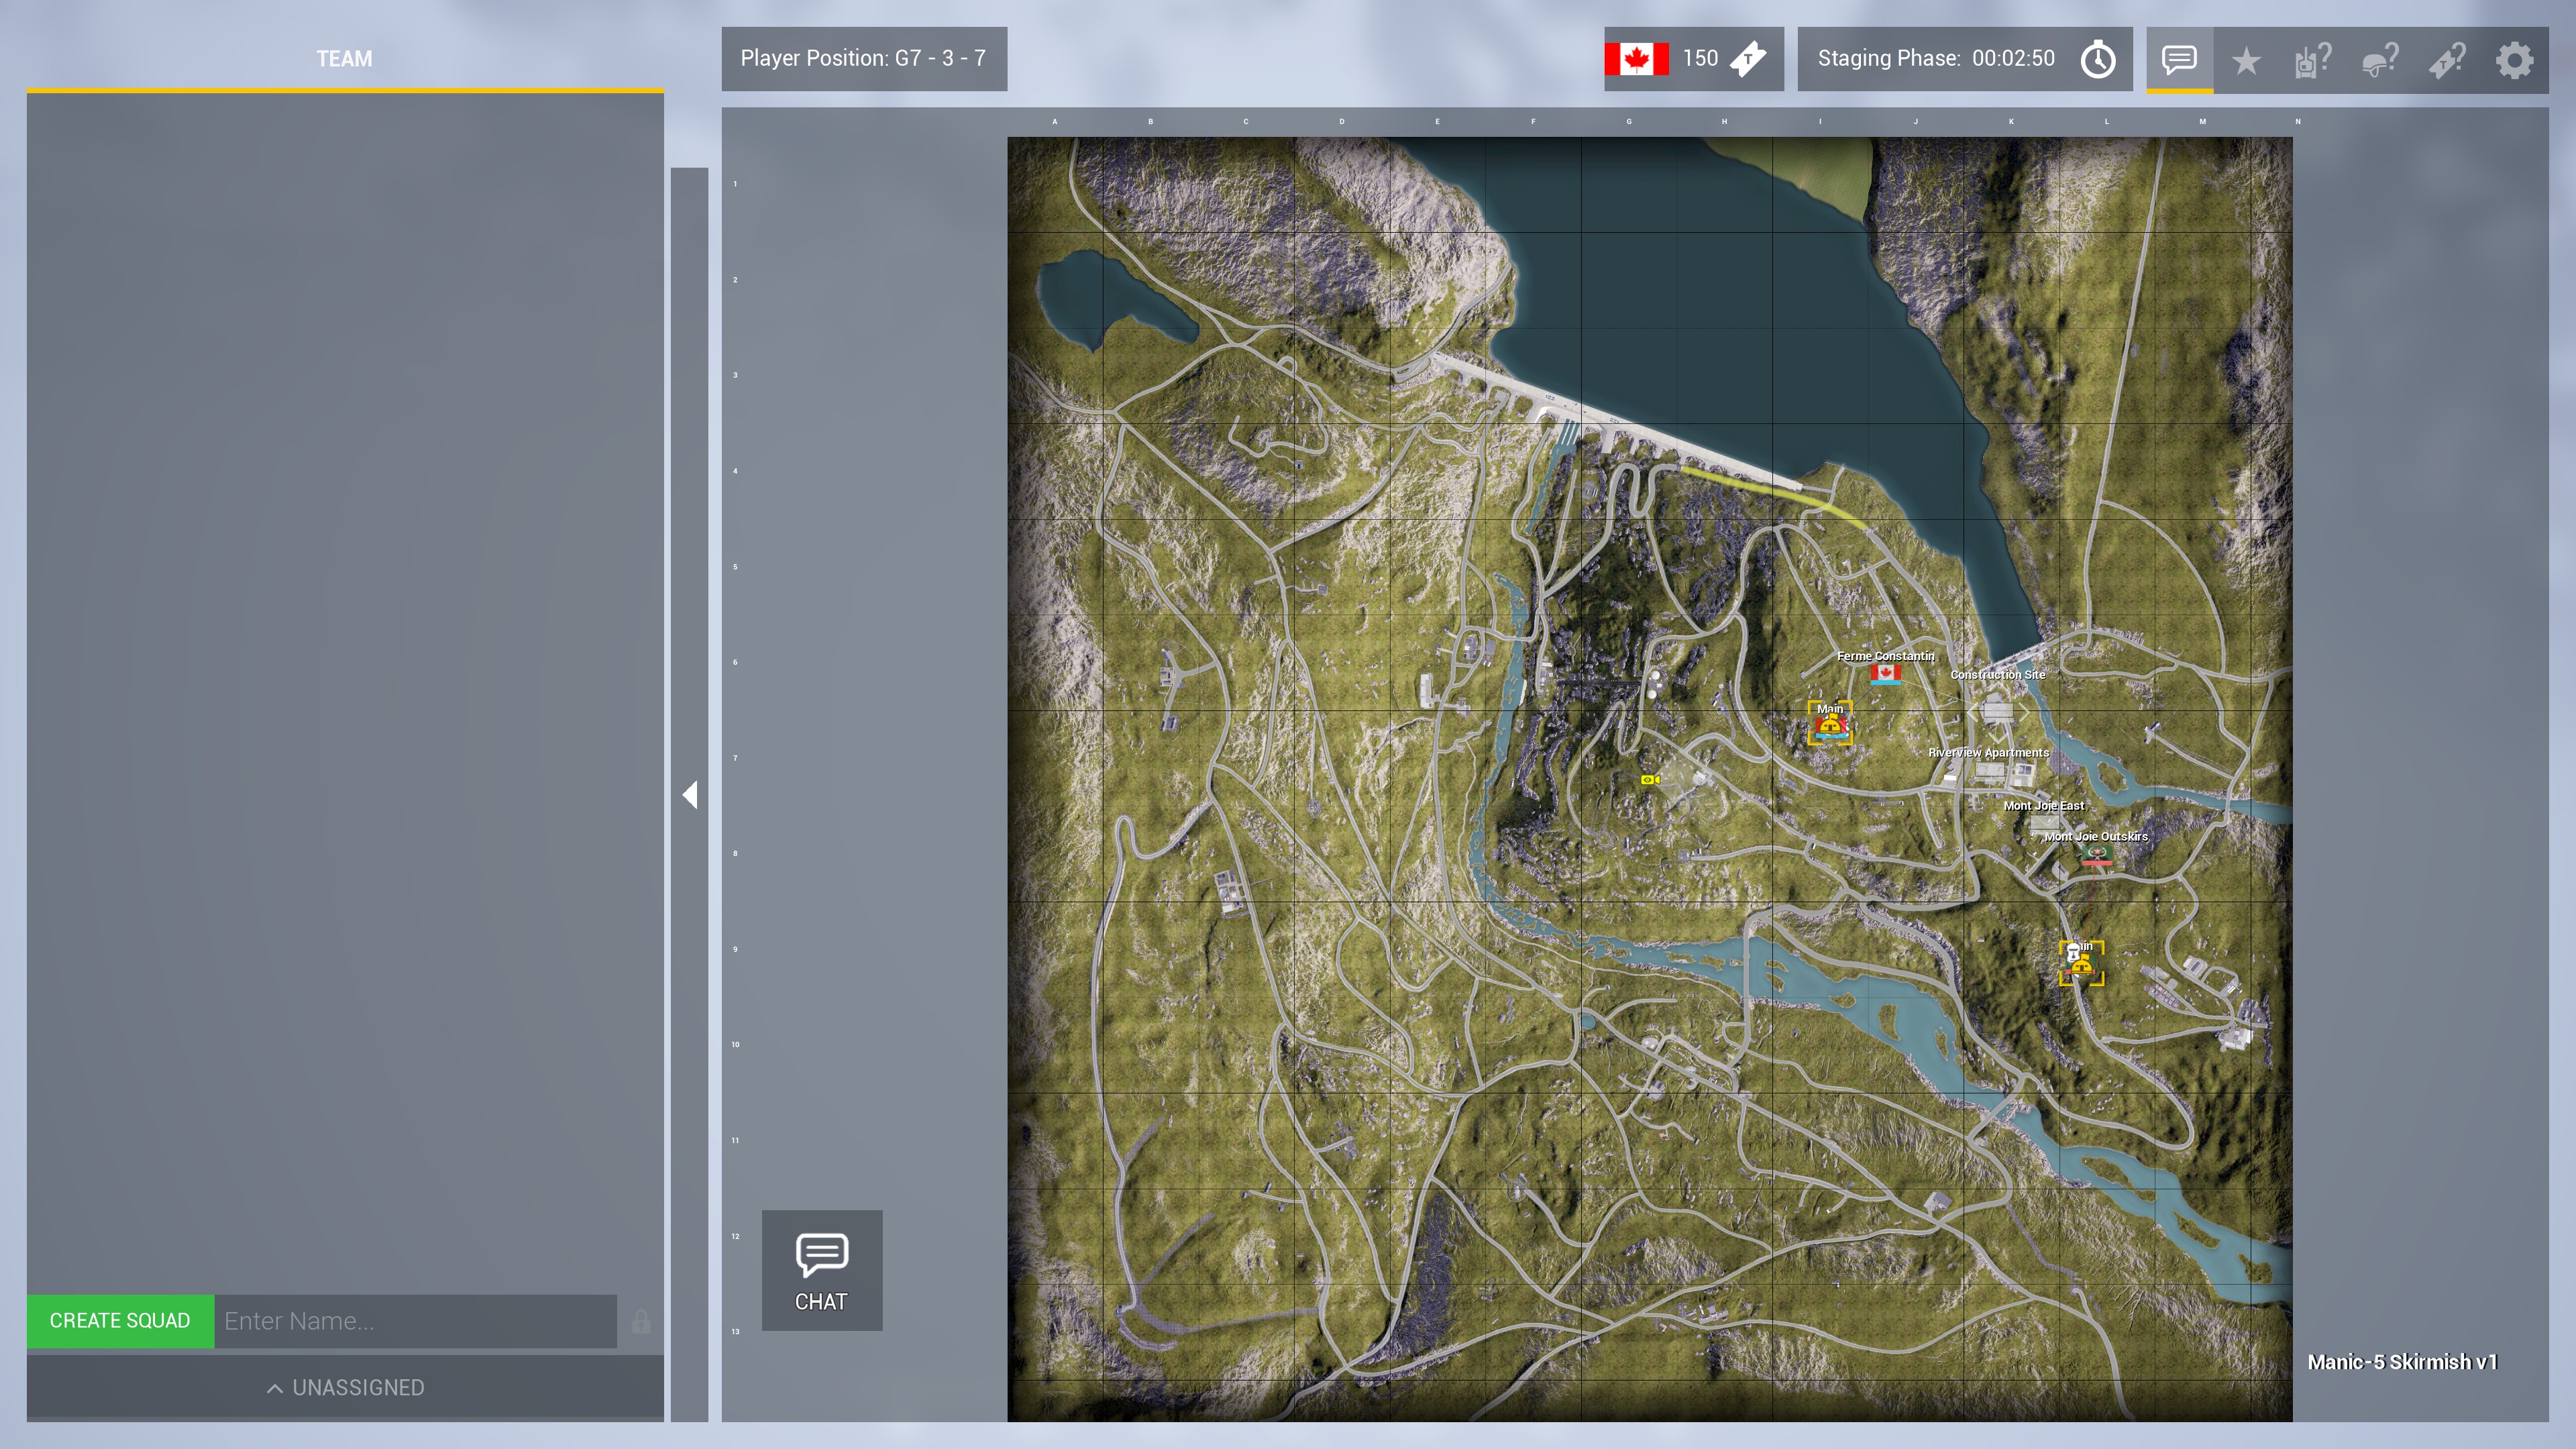 TEAM
Player Position: G7 - 3 - 7
150
T
Staging Phase: 00:02:50
?
?
T ?
A B C D E F G H I J K L M N
1
2
3
4
5
6
7
8
9
10
11
12
13
Ferme Constantin
Construction Site
Main
Riverview Apartments
Mont Joie East
Mont Joie Outskirs
CHAT
CREATE SQUAD
Enter Name...
UNASSIGNED
Manic-5 Skirmish v1